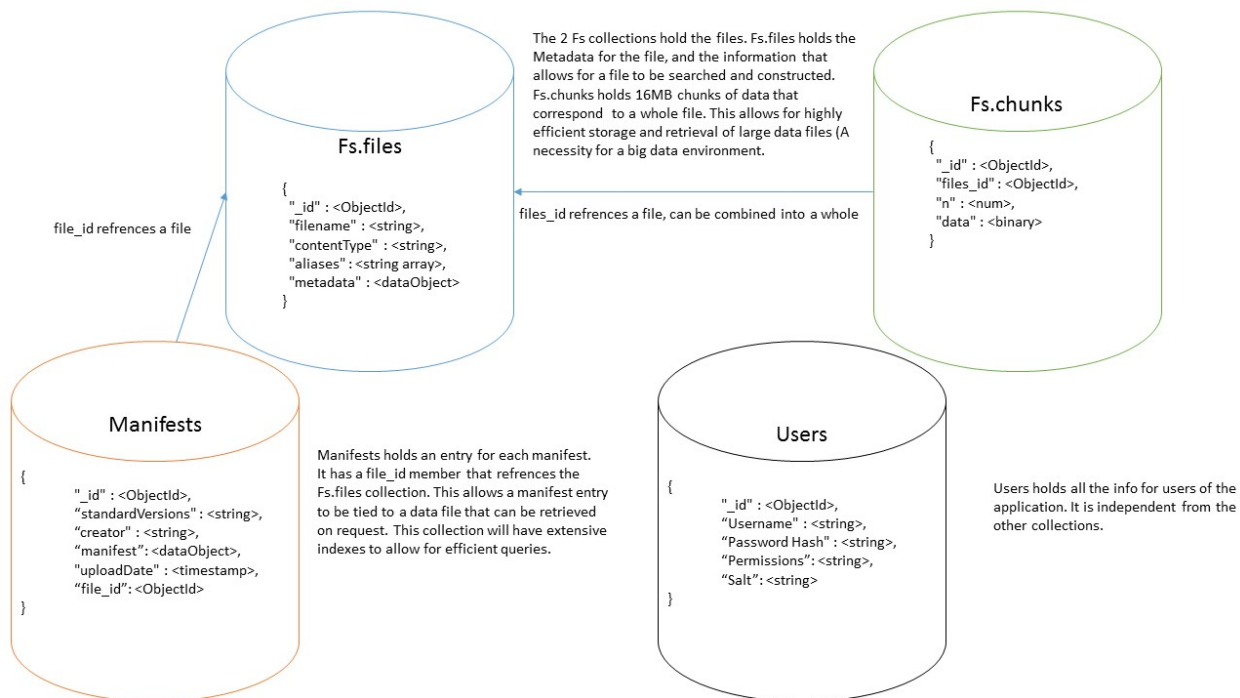 The 2 Fs collections hold the files. Fs.files holds the
Metadata for the file, and the information that
allows for a file to be searched and constructed.
Fs.chunks holds 16MB chunks of data that
correspond to a whole file. This allows for highly
efficient storage and retrieval of large data files (A
necessity for a big data environment.
Fs.files
{
"_id" : <ObjectId>,
"filename" : <string>,
"contentType" : <string>,
"aliases" : <string array>,
"metadata" : <dataObject>
}
Fs.chunks
{
"_id" : <ObjectId>,
"files_id" : <ObjectId>,
"n" : <num>,
"data" : <binary>
}
file_id refrences a file
files_id refrences a file, can be combined into a whole
Manifests
{
"_id" : <ObjectId>,
“standardVersions” : <string>,
“creator” : <string>,
“manifest”: <dataObject>,
"uploadDate" : <timestamp>,
“file_id”: <ObjectId>
}
Manifests holds an entry for each manifest.
It has a file_id member that refrences the
Fs.files collection. This allows a manifest entry
to be tied to a data file that can be retrieved
on request. This collection will have extensive
indexes to allow for efficient queries.
Users
{
"_id" : <ObjectId>,
“Username” : <string>,
“Password Hash" : <string>,
“Permissions”: <string>,
“Salt”: <string>
}
Users holds all the info for users of the
application. It is independent from the
other collections.